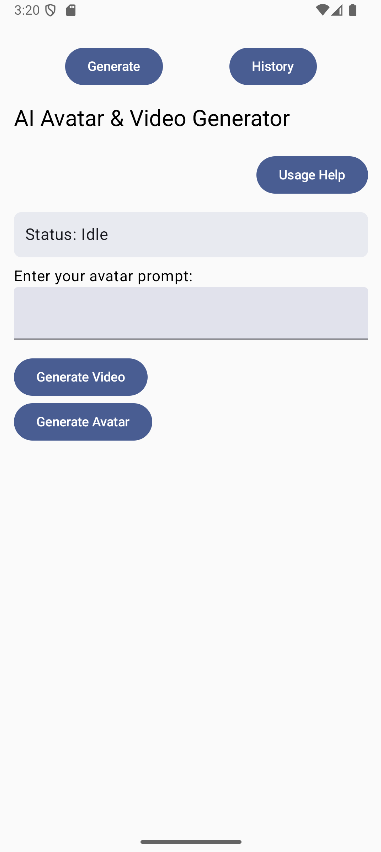 3:20
Generate History
AI Avatar & Video Generator
Usage Help
Status: Idle
Enter your avatar prompt:
Generate Video
Generate Avatar